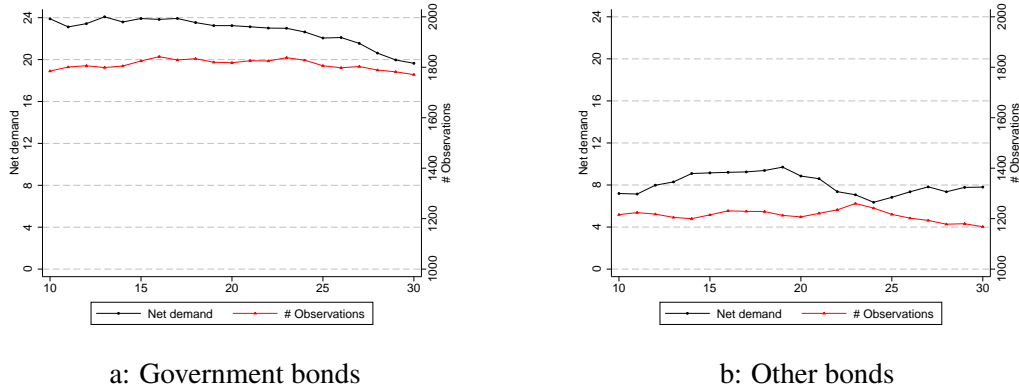 24
20
16
12
8
4
0
Net demand
2000
1800
1600
1400
1200
1000
# Observations
10 15 20 25 30
Net demand # Observations
a: Government bonds
24
20
16
12
8
4
0
Net demand
2000
1800
1600
1400
1200
1000
# Observations
10 15 20 25 30
Net demand # Observations
b: Other bonds